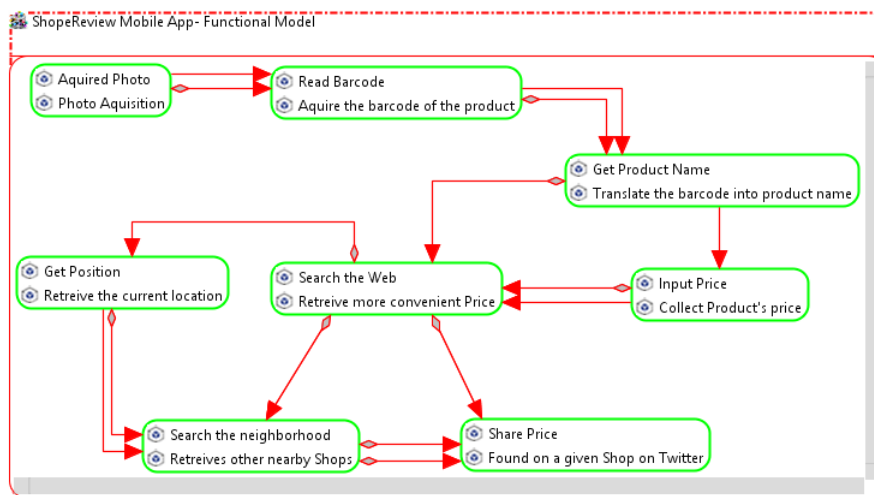 ShopeReview Mobile App- Functional Model
Aquired Photo
Photo Aquisition
Read Barcode
Aquire the barcode of the product
Get Product Name
Translate the barcode into product name
Get Position
Retreive the current location
Search the Web
Retreive more convenient Price
Input Price
Collect Product's price
Search the neighborhood
Retreives other nearby Shops
Share Price
Found on a given Shop on Twitter